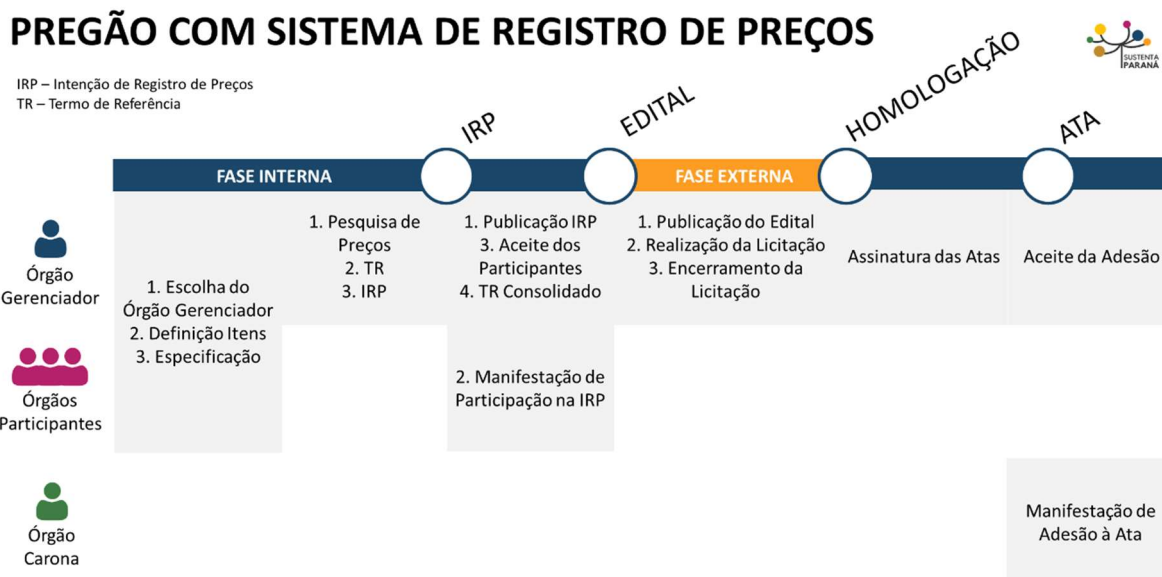 PREGÃO COM SISTEMA DE REGISTRO DE PREÇOS
SUSTENTA
PARANÁ
IRP – Intenção de Registro de Preços
TR – Termo de Referência
IRP
EDITAL
HOMOLOGAÇÃO
ATA
FASE INTERNA
FASE EXTERNA
Órgão
Gerenciador
1. Escolha do
Órgão Gerenciador
2. Definição Itens
3. Especificação
1. Pesquisa de
Preços
2. TR
3. IRP
1. Publicação IRP
3. Aceite dos
Participantes
4. TR Consolidado
1. Publicação do Edital
2. Realização da Licitação
3. Encerramento da
Licitação
Assinatura das Atas
Aceite da Adesão
Órgãos
Participantes
2. Manifestação de
Participação na IRP
Órgão
Carona
Manifestação de
Adesão à Ata